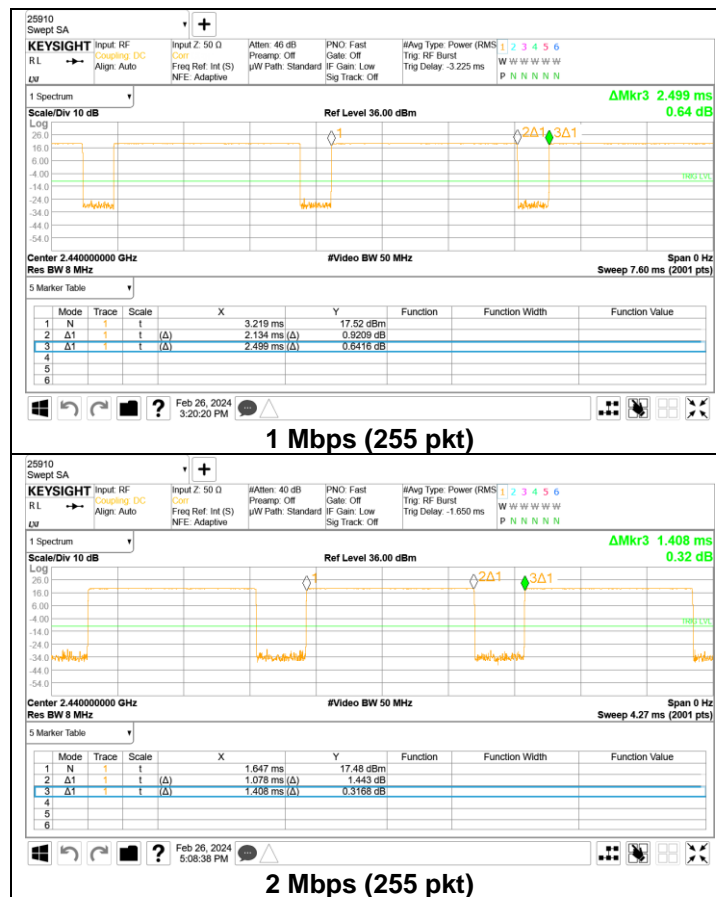 25910
Swept SA
+
KEYSIGHT Input: RF Input Z: 50 Ω Atten: 46 dB PNO: Fast #Avg Type: Power (RMS 1 2 3 4 5 6
R L Coupling: DC Corr Preamp: Off Gate: Off Trig: RF Burst W W W W W W
Align: Auto Freq Ref: Int (S) µW Path: Standard IF Gain: Low Trig Delay: -3.225 ms
NFE: Adaptive Sig Track: Off P N N N N N
LXI
1 Spectrum ΔMkr3 2.499 ms
Scale/Div 10 dB Ref Level 36.00 dBm 0.64 dB
Log
26.0
16.0
6.00
-4.00
-14.0
-24.0
-34.0
-44.0
-54.0
1 2Δ1 3Δ1
TRIG LVL
Center 2.440000000 GHz #Video BW 50 MHz Span 0 Hz
Res BW 8 MHz Sweep 7.60 ms (2001 pts)
5 Marker Table
Mode Trace Scale X Y Function Function Width Function Value
1 N 1 t 3.219 ms 17.52 dBm
2 Δ1 1 t (Δ) 2.134 ms (Δ) 0.9209 dB
3 Δ1 1 t (Δ) 2.499 ms (Δ) 0.6416 dB
4
5
6
? Feb 26, 2024
3:20:20 PM
1 Mbps (255 pkt)
25910
Swept SA
+
KEYSIGHT Input: RF Input Z: 50 Ω #Atten: 40 dB PNO: Fast #Avg Type: Power (RMS 1 2 3 4 5 6
R L Coupling: DC Corr Preamp: Off Gate: Off Trig: RF Burst W W W W W W
Align: Auto Freq Ref: Int (S) µW Path: Standard IF Gain: Low Trig Delay: -1.650 ms
NFE: Adaptive Sig Track: Off P N N N N N
LXI
1 Spectrum ΔMkr3 1.408 ms
Scale/Div 10 dB Ref Level 36.00 dBm 0.32 dB
Log
26.0
16.0
6.00
-4.00
-14.0
-24.0
-34.0
-44.0
-54.0
1 2Δ1 3Δ1
TRIG LVL
Center 2.440000000 GHz #Video BW 50 MHz Span 0 Hz
Res BW 8 MHz Sweep 4.27 ms (2001 pts)
5 Marker Table
Mode Trace Scale X Y Function Function Width Function Value
1 N 1 t 1.647 ms 17.48 dBm
2 Δ1 1 t (Δ) 1.078 ms (Δ) 1.443 dB
3 Δ1 1 t (Δ) 1.408 ms (Δ) 0.3168 dB
4
5
6
? Feb 26, 2024
5:08:38 PM
2 Mbps (255 pkt)